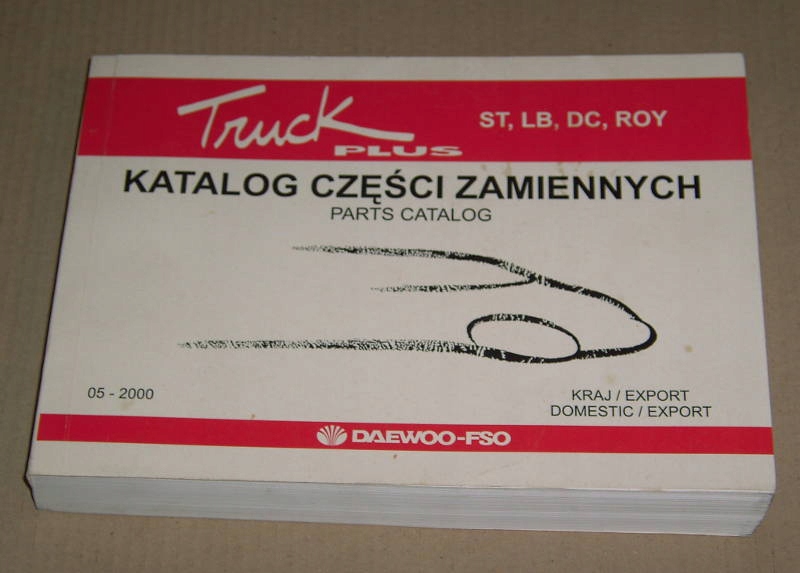 Truck
PLUS
ST, LB, DC, ROY
KATALOG CZĘŚCI ZAMIENNYCH
PARTS CATALOG
05 - 2000
KRAJ / EXPORT
DOMESTIC / EXPORT
DAEWOO-FSO